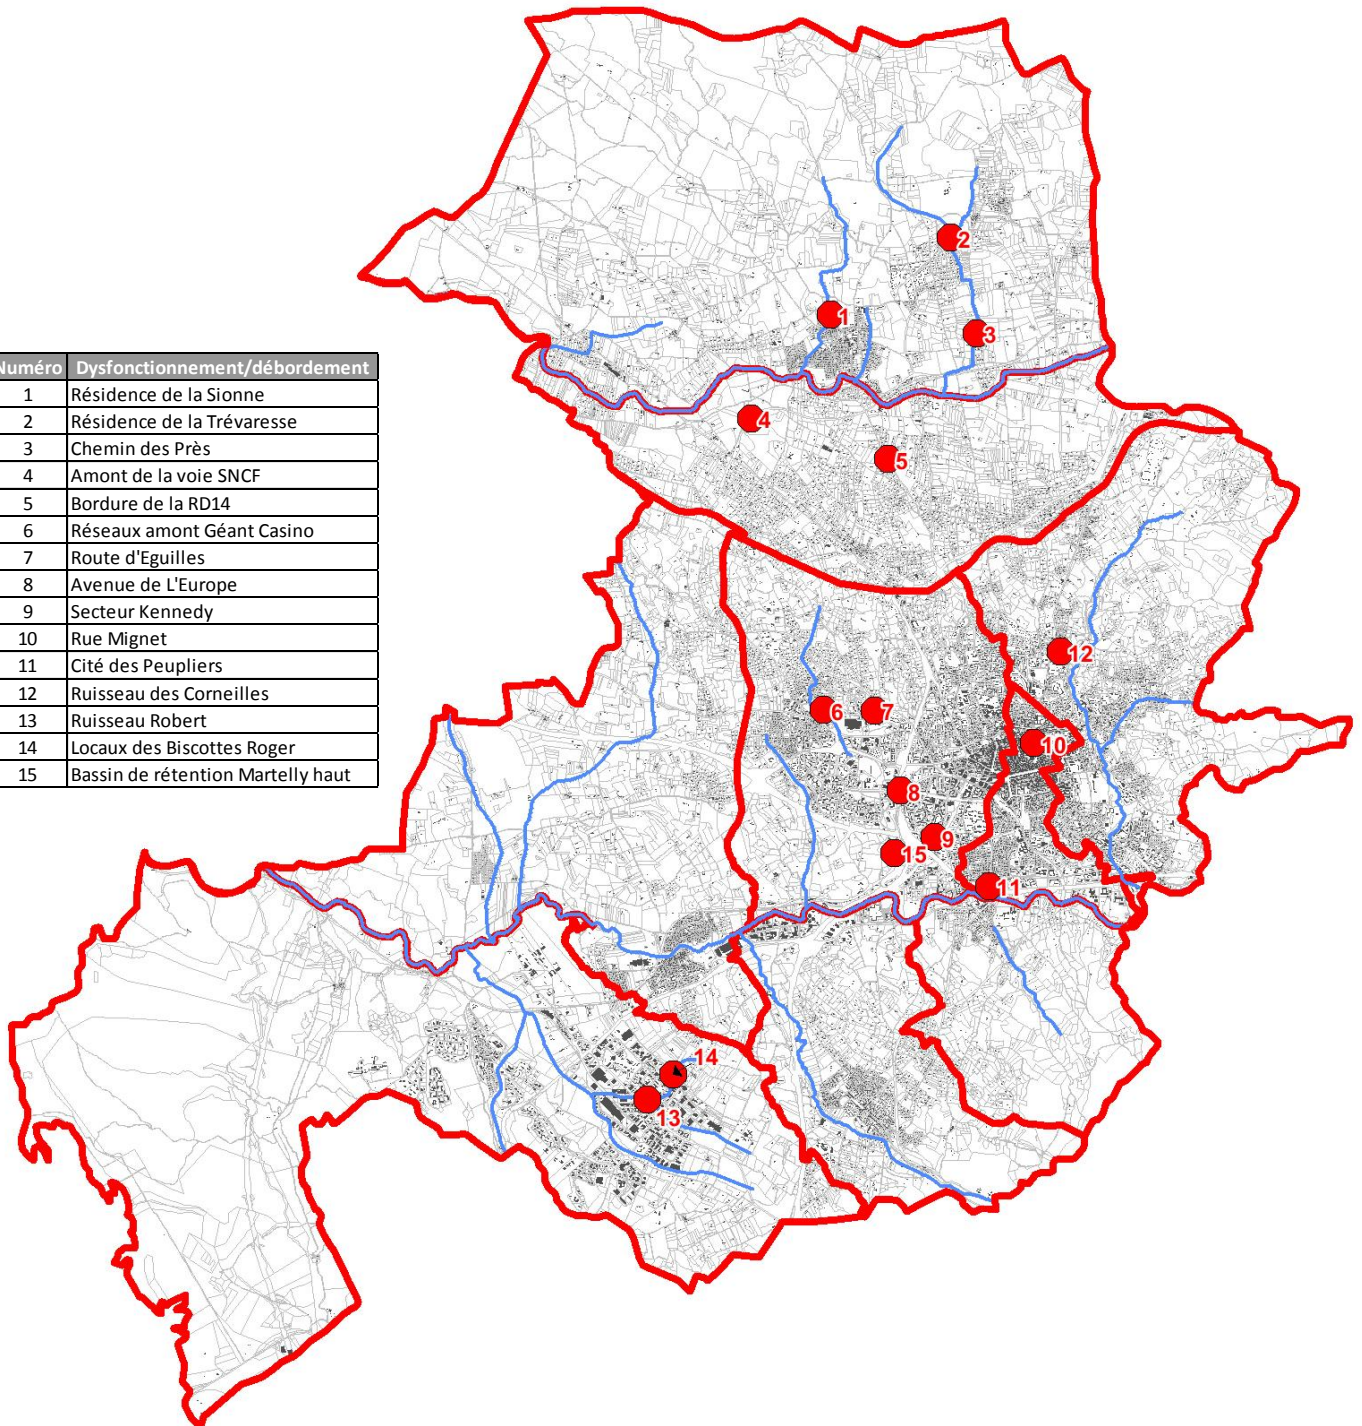 Numéro Dysfonctionnement/débordement
1 Résidence de la Sionne
2 Résidence de la Trévaresse
3 Chemin des Près
4 Amont de la voie SNCF
5 Bordure de la RD14
6 Réseaux amont Géant Casino
7 Route d'Eguilles
8 Avenue de L'Europe
9 Secteur Kennedy
10 Rue Mignet
11 Cité des Peupliers
12 Ruisseau des Corneilles
13 Ruisseau Robert
14 Locaux des Biscottes Roger
15 Bassin de rétention Martelly haut
2
1
3
4
5
12
6
7
10
8
9
15
11
14
13